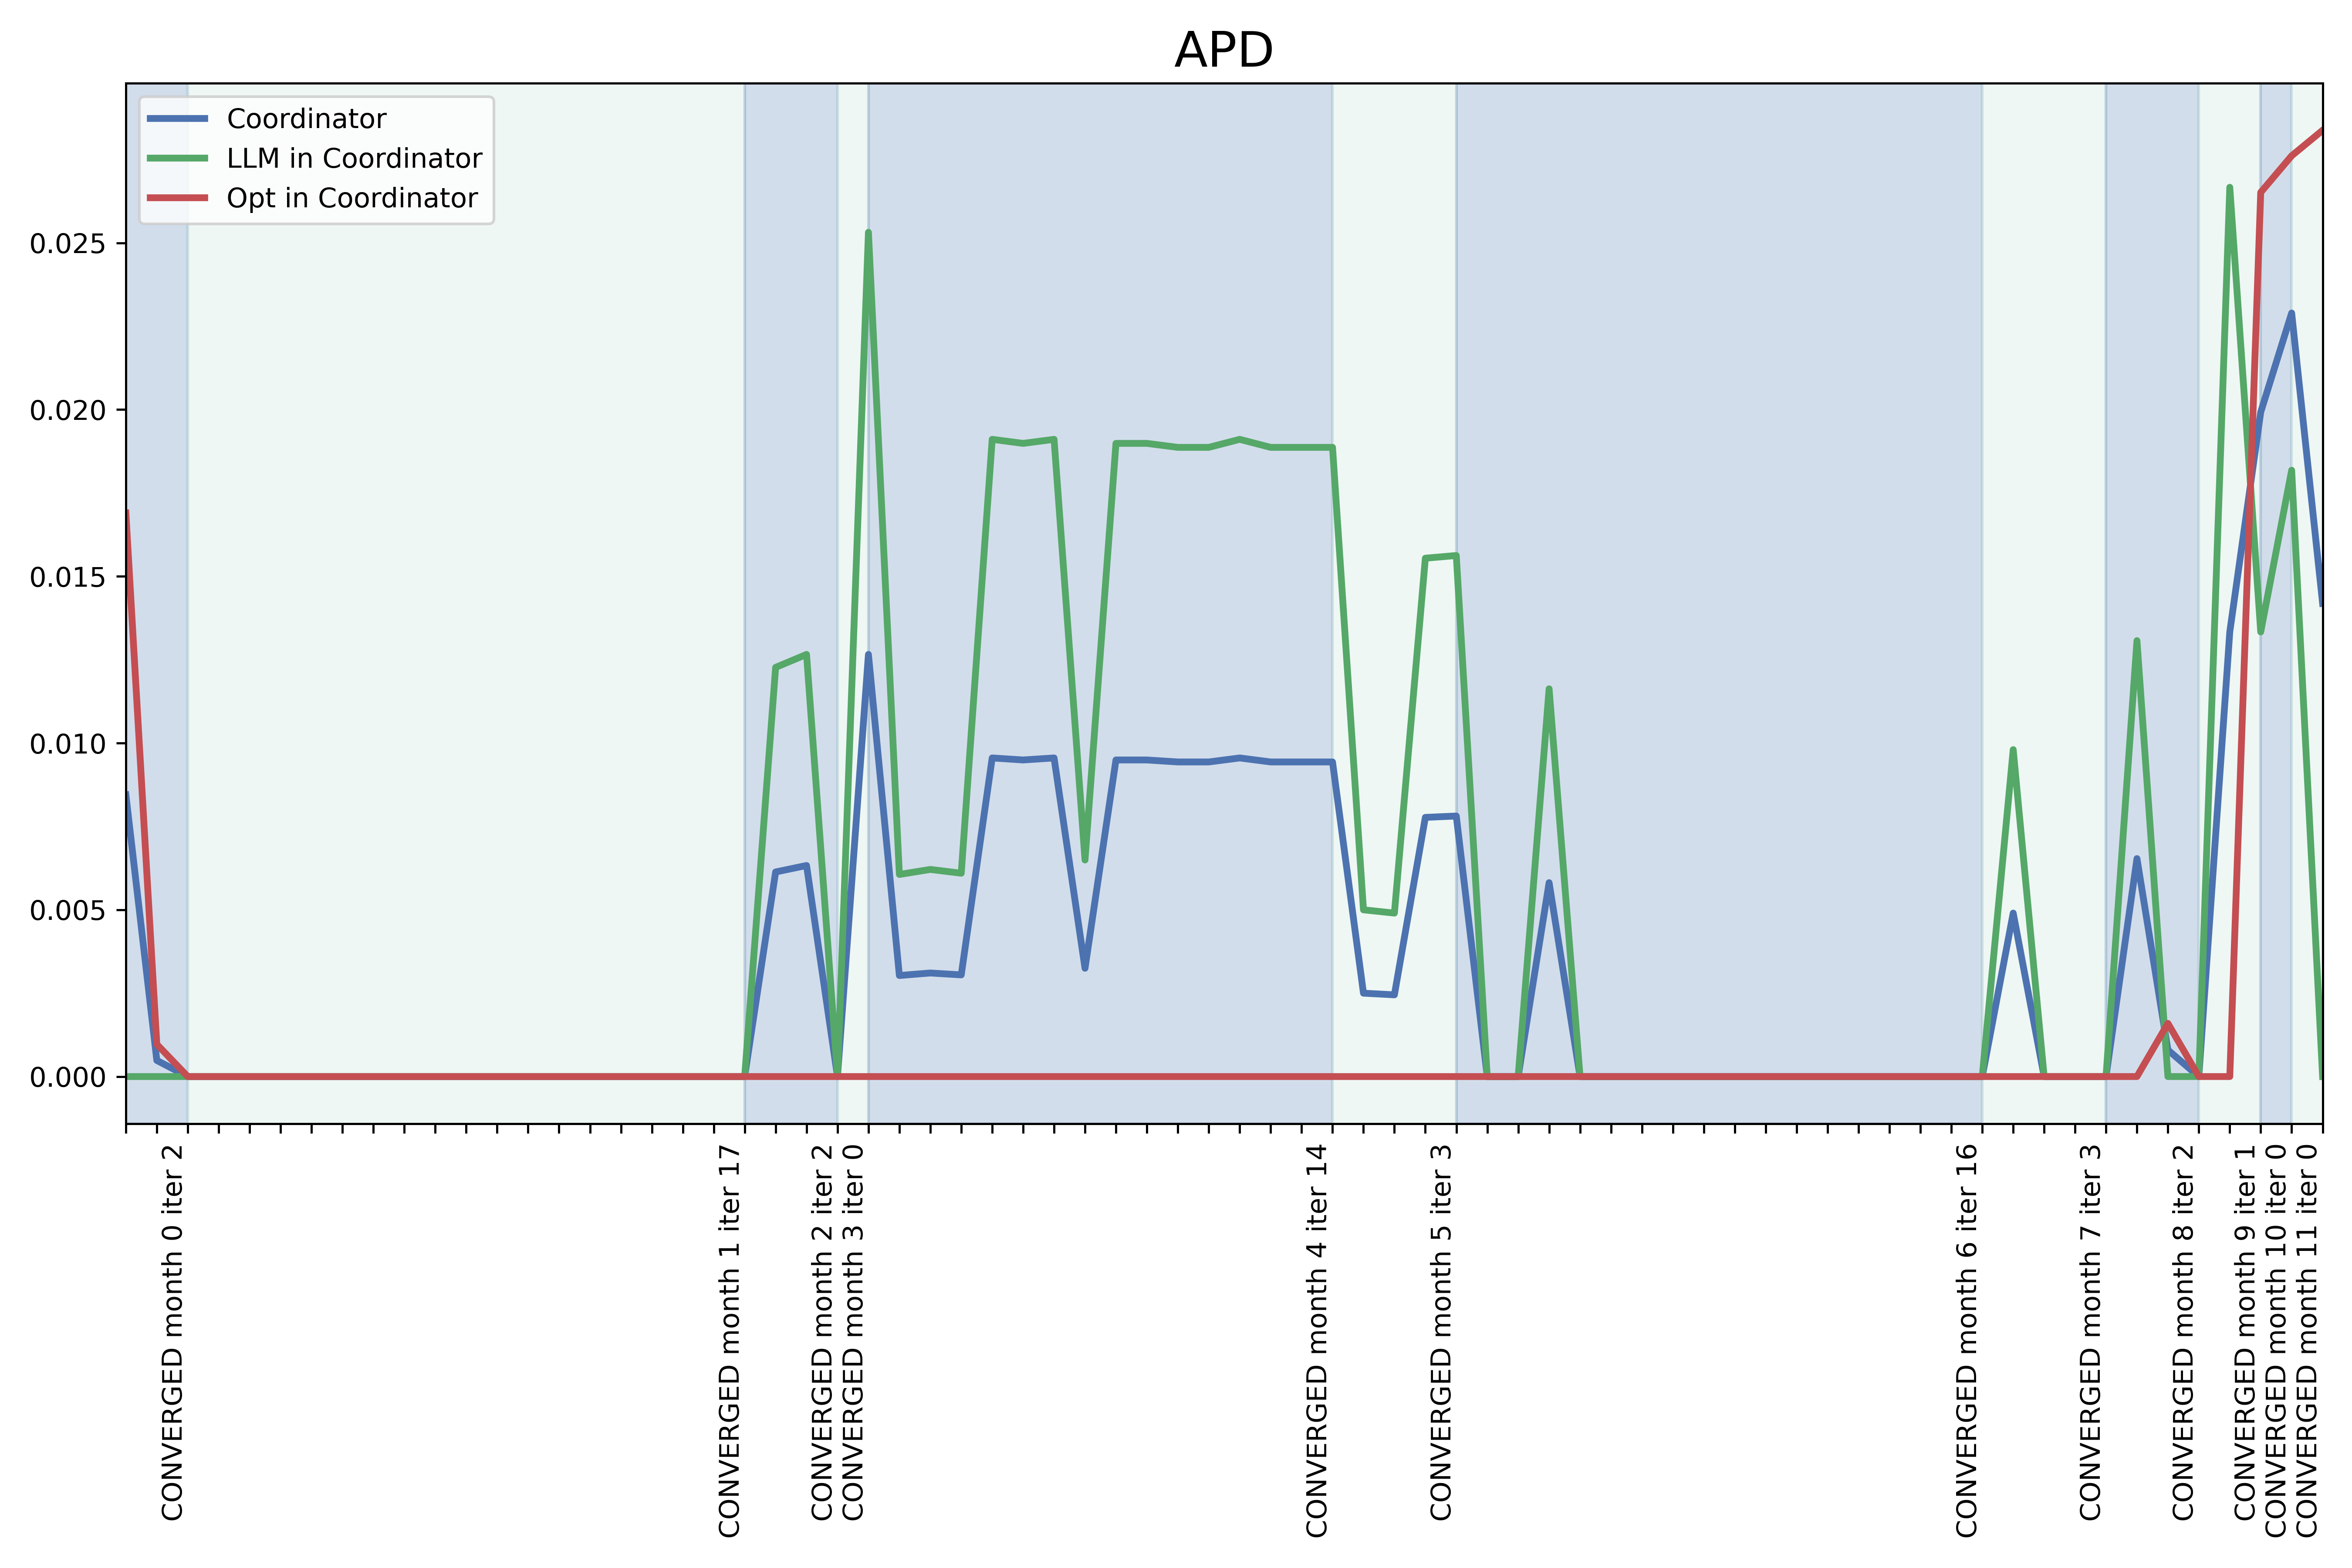 APD
Coordinator
LLM in Coordinator
Opt in Coordinator
0.025
0.020
0.015
0.010
0.005
0.000
CONVERGED month 0 iter 2
CONVERGED month 1 iter 17
CONVERGED month 2 iter 2
CONVERGED month 3 iter 0
CONVERGED month 4 iter 14
CONVERGED month 5 iter 3
CONVERGED month 6 iter 16
CONVERGED month 7 iter 3
CONVERGED month 8 iter 2
CONVERGED month 9 iter 1
CONVERGED month 10 iter 0
CONVERGED month 11 iter 0